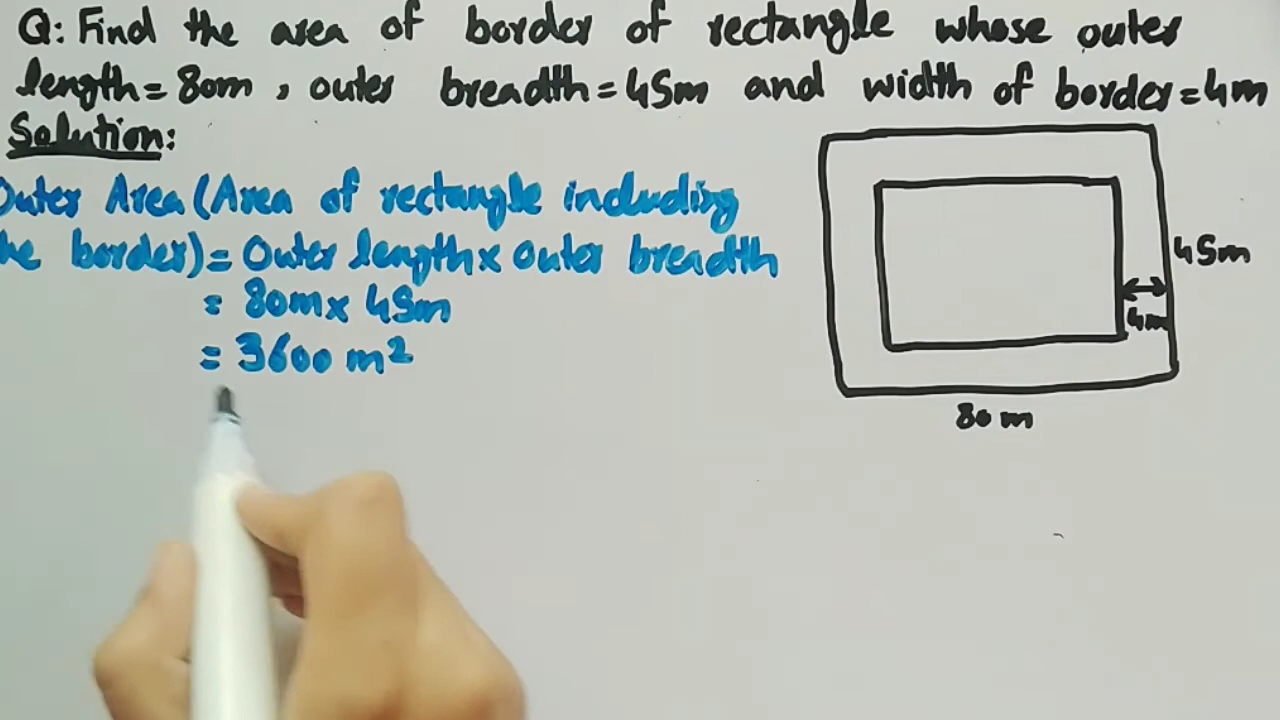 Q: Find the area of border of rectangle whose outer
length = 80m , outer breadth = 45m and width of border = 4m
Solution:
Outer Area (Area of rectangle including
he border) = Outer length x outer breadth
= 80m x 45m
= 3600 m²
45m
4m
80 m